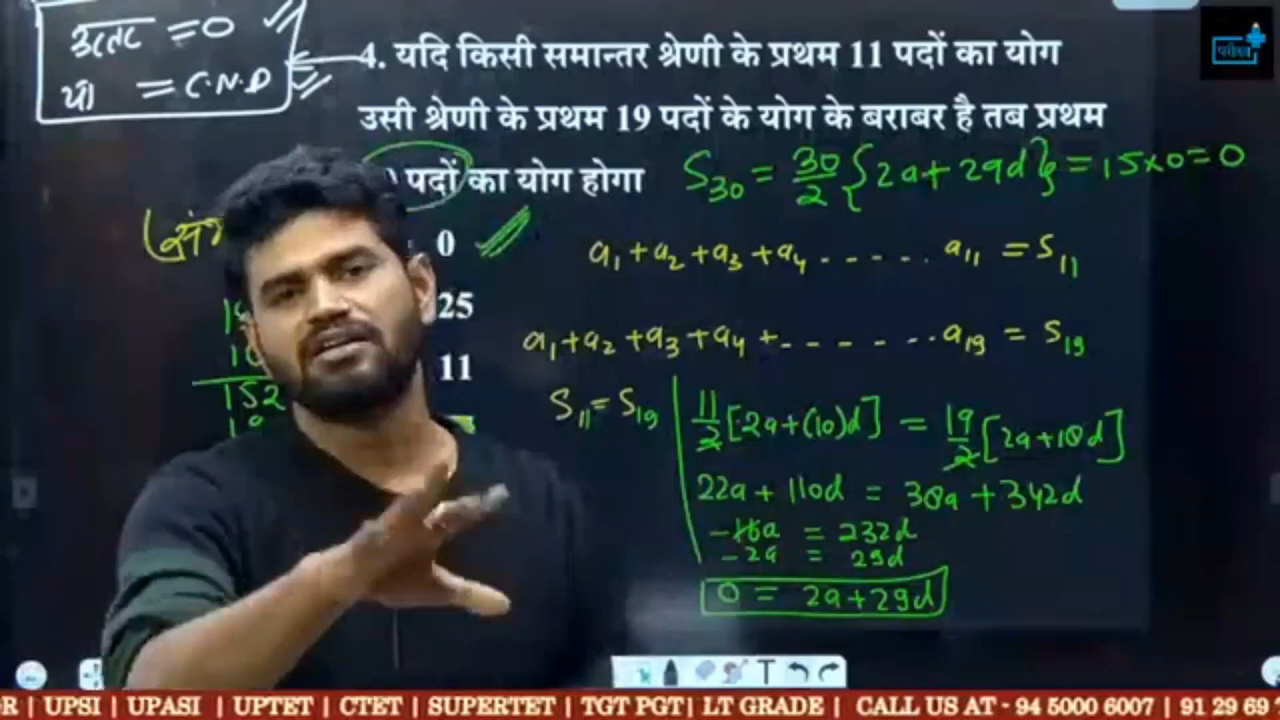 उत्तर = 0
या = C.N.D
परीक्षा
4. यदि किसी समान्तर श्रेणी के प्रथम 11 पदों का योग
उसी श्रेणी के प्रथम 19 पदों के योग के बराबर है तब प्रथम
पदों का योग होगा
S₃₀ = 30/2 {2a + 29d} = 15×0 = 0
0
a₁ + a₂ + a₃ + a₄ ...... a₁₁ = S₁₁
25
a₁ + a₂ + a₃ + a₄ + ....... a₁₉ = S₁₉
11
152
S₁₁ = S₁₉
11/2 [2a + (10)d] = 19/2 [2a + 18d]
22a + 110d = 38a + 342d
-16a = 232d
-2a = 29d
0 = 2a + 29d
T
R | UPSI | UPASI | UPTET | CTET | SUPERTET | TGT PGT | LT GRADE | CALL US AT - 94 5000 6007 | 91 29 69